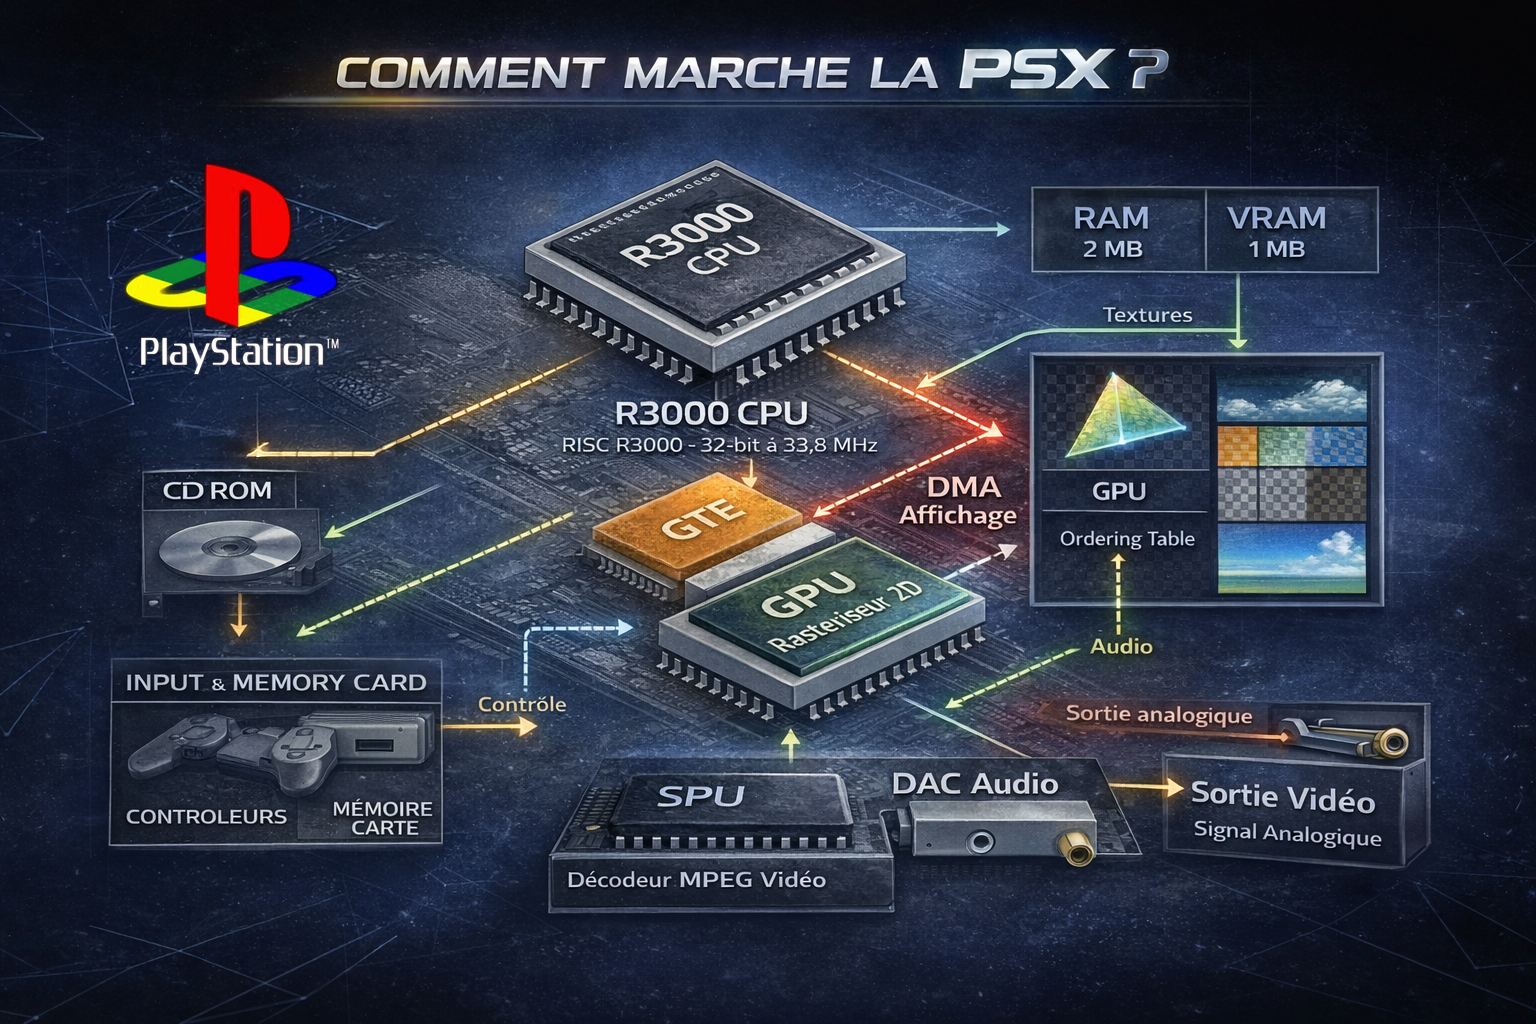 COMMENT MARCHE LA PSX ?
PlayStation™
R3000
CPU
RAM
2 MB
VRAM
1 MB
Textures
R3000 CPU
RISC R3000 - 32-bit á 33,8 MHz
CD ROM
GTE
DMA
Affichage
GPU
Ordering Table
GPU
Rasteriseur 2D
Audio
INPUT & MEMORY CARD
CONTROLEURS
MÉMOIRE
CARTE
Contrôle
Sortie analogique
SPU
Décodeur MPEG Vidéo
DAC Audio
Sortie Vidéo
Signal Analogique